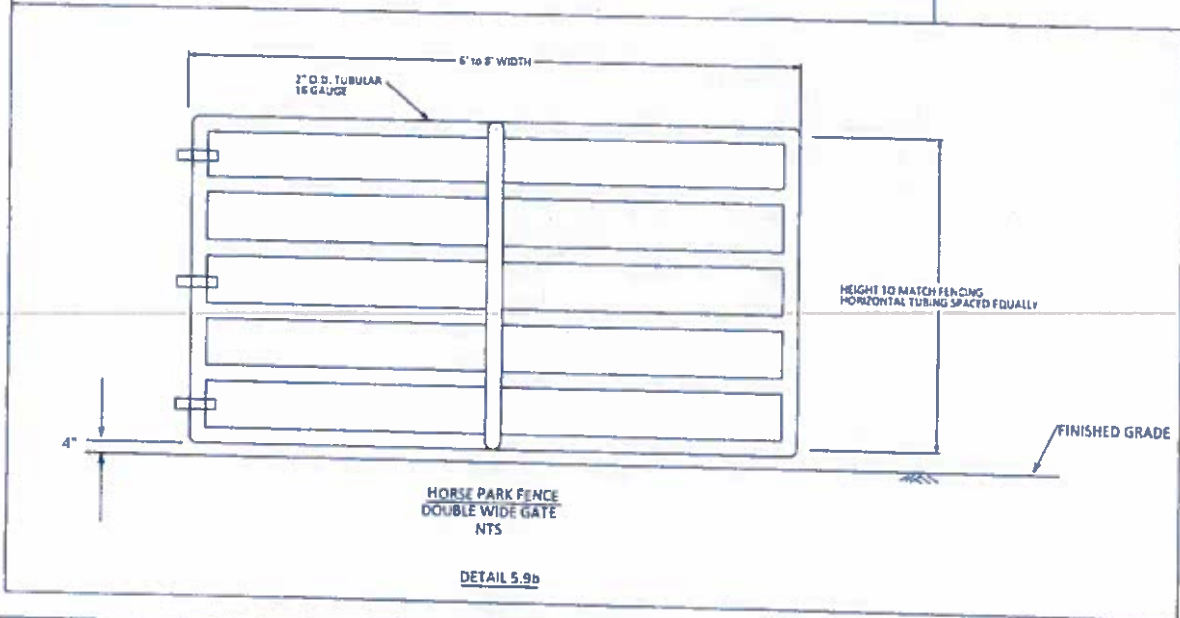 6' to 8' WIDTH
2" O.D. TUBULAR
16 GAUGE
HEIGHT TO MATCH FENCING
HORIZONTAL TUBING SPACED EQUALLY
4"
FINISHED GRADE
HORSE PARK FENCE
DOUBLE WIDE GATE
NTS
DETAIL 5.9b